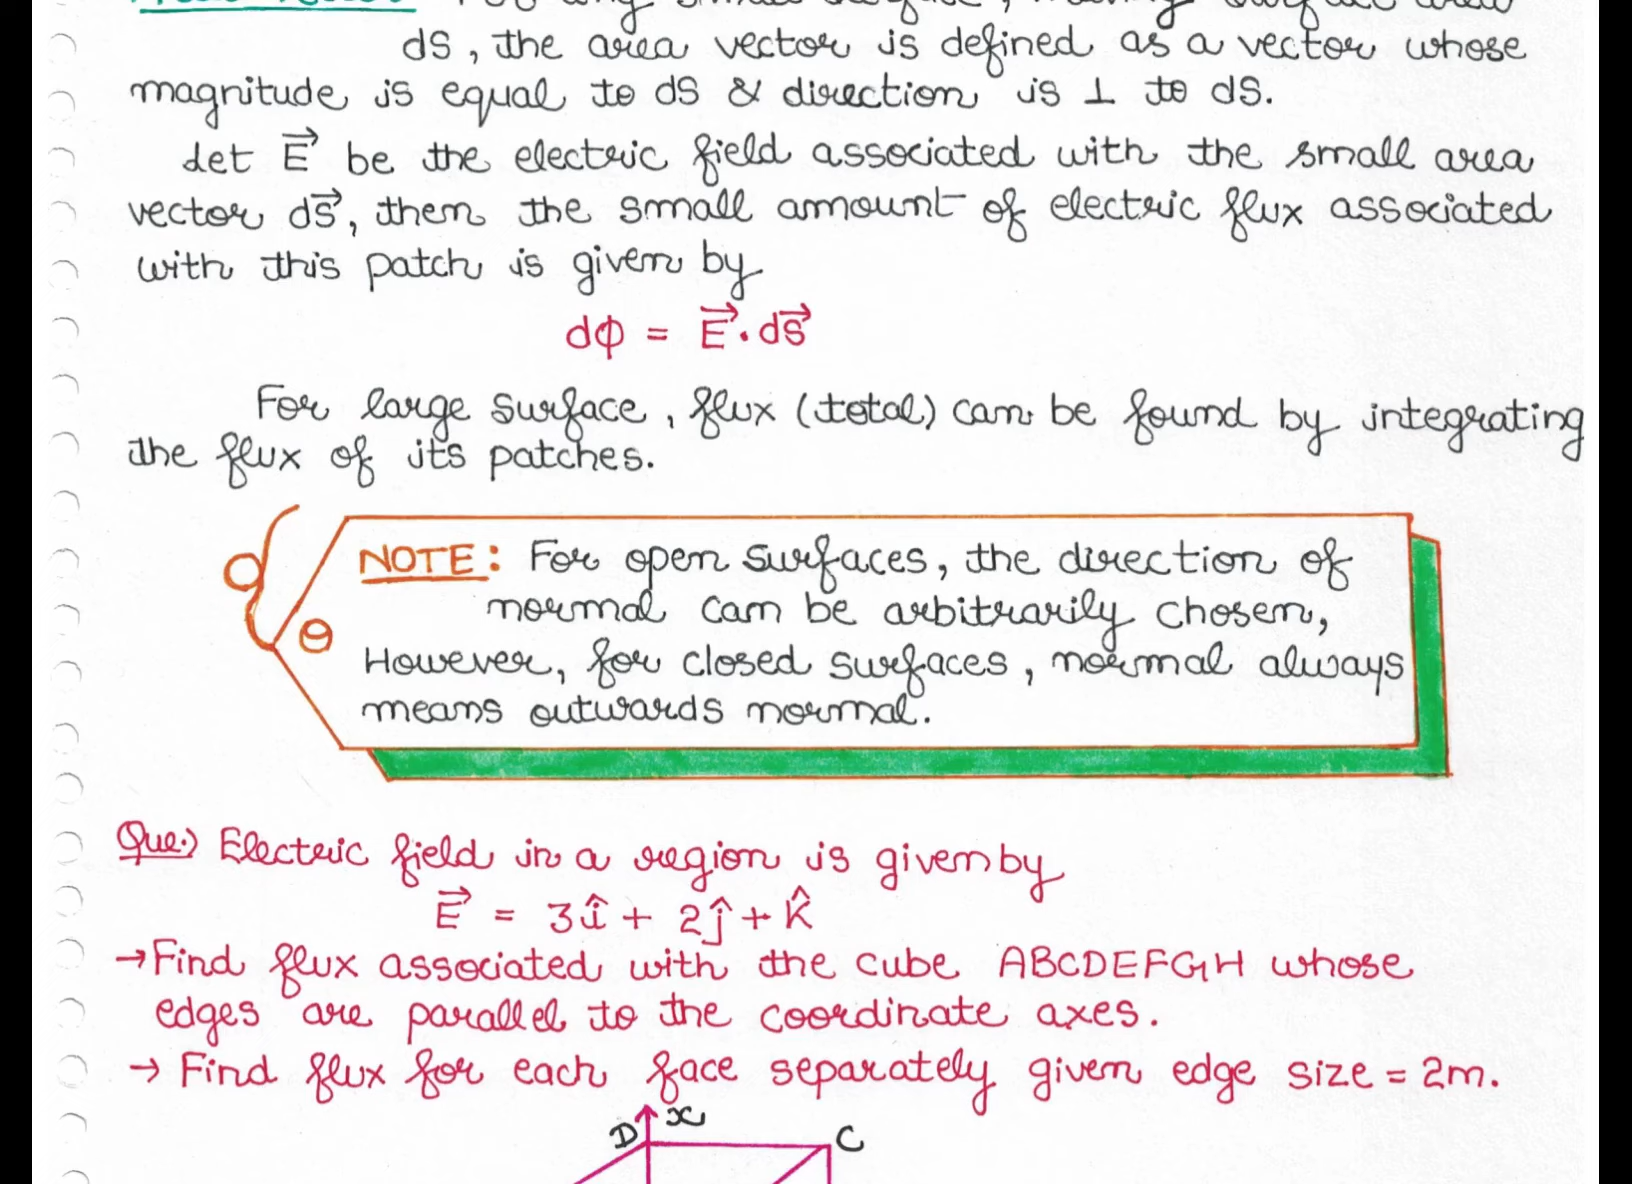 dS, the area vector is defined as a vector whose
magnitude is equal to dS & direction is ⊥ to dS.
Let E⃗ be the electric field associated with the small area
vector dS⃗, then the small amount of electric flux associated
with this patch is given by
dϕ = E⃗.dS⃗
For large surface, flux (total) can be found by integrating
the flux of its patches.
NOTE: For open surfaces, the direction of
normal can be arbitrarily chosen,
However, for closed surfaces, normal always
means outwards normal.
Que.) Electric field in a region is given by
E⃗ = 3î + 2ĵ + k̂
→Find flux associated with the cube ABCDEFGH whose
edges are parallel to the coordinate axes.
→ Find flux for each face separately given edge size = 2m.
D x C